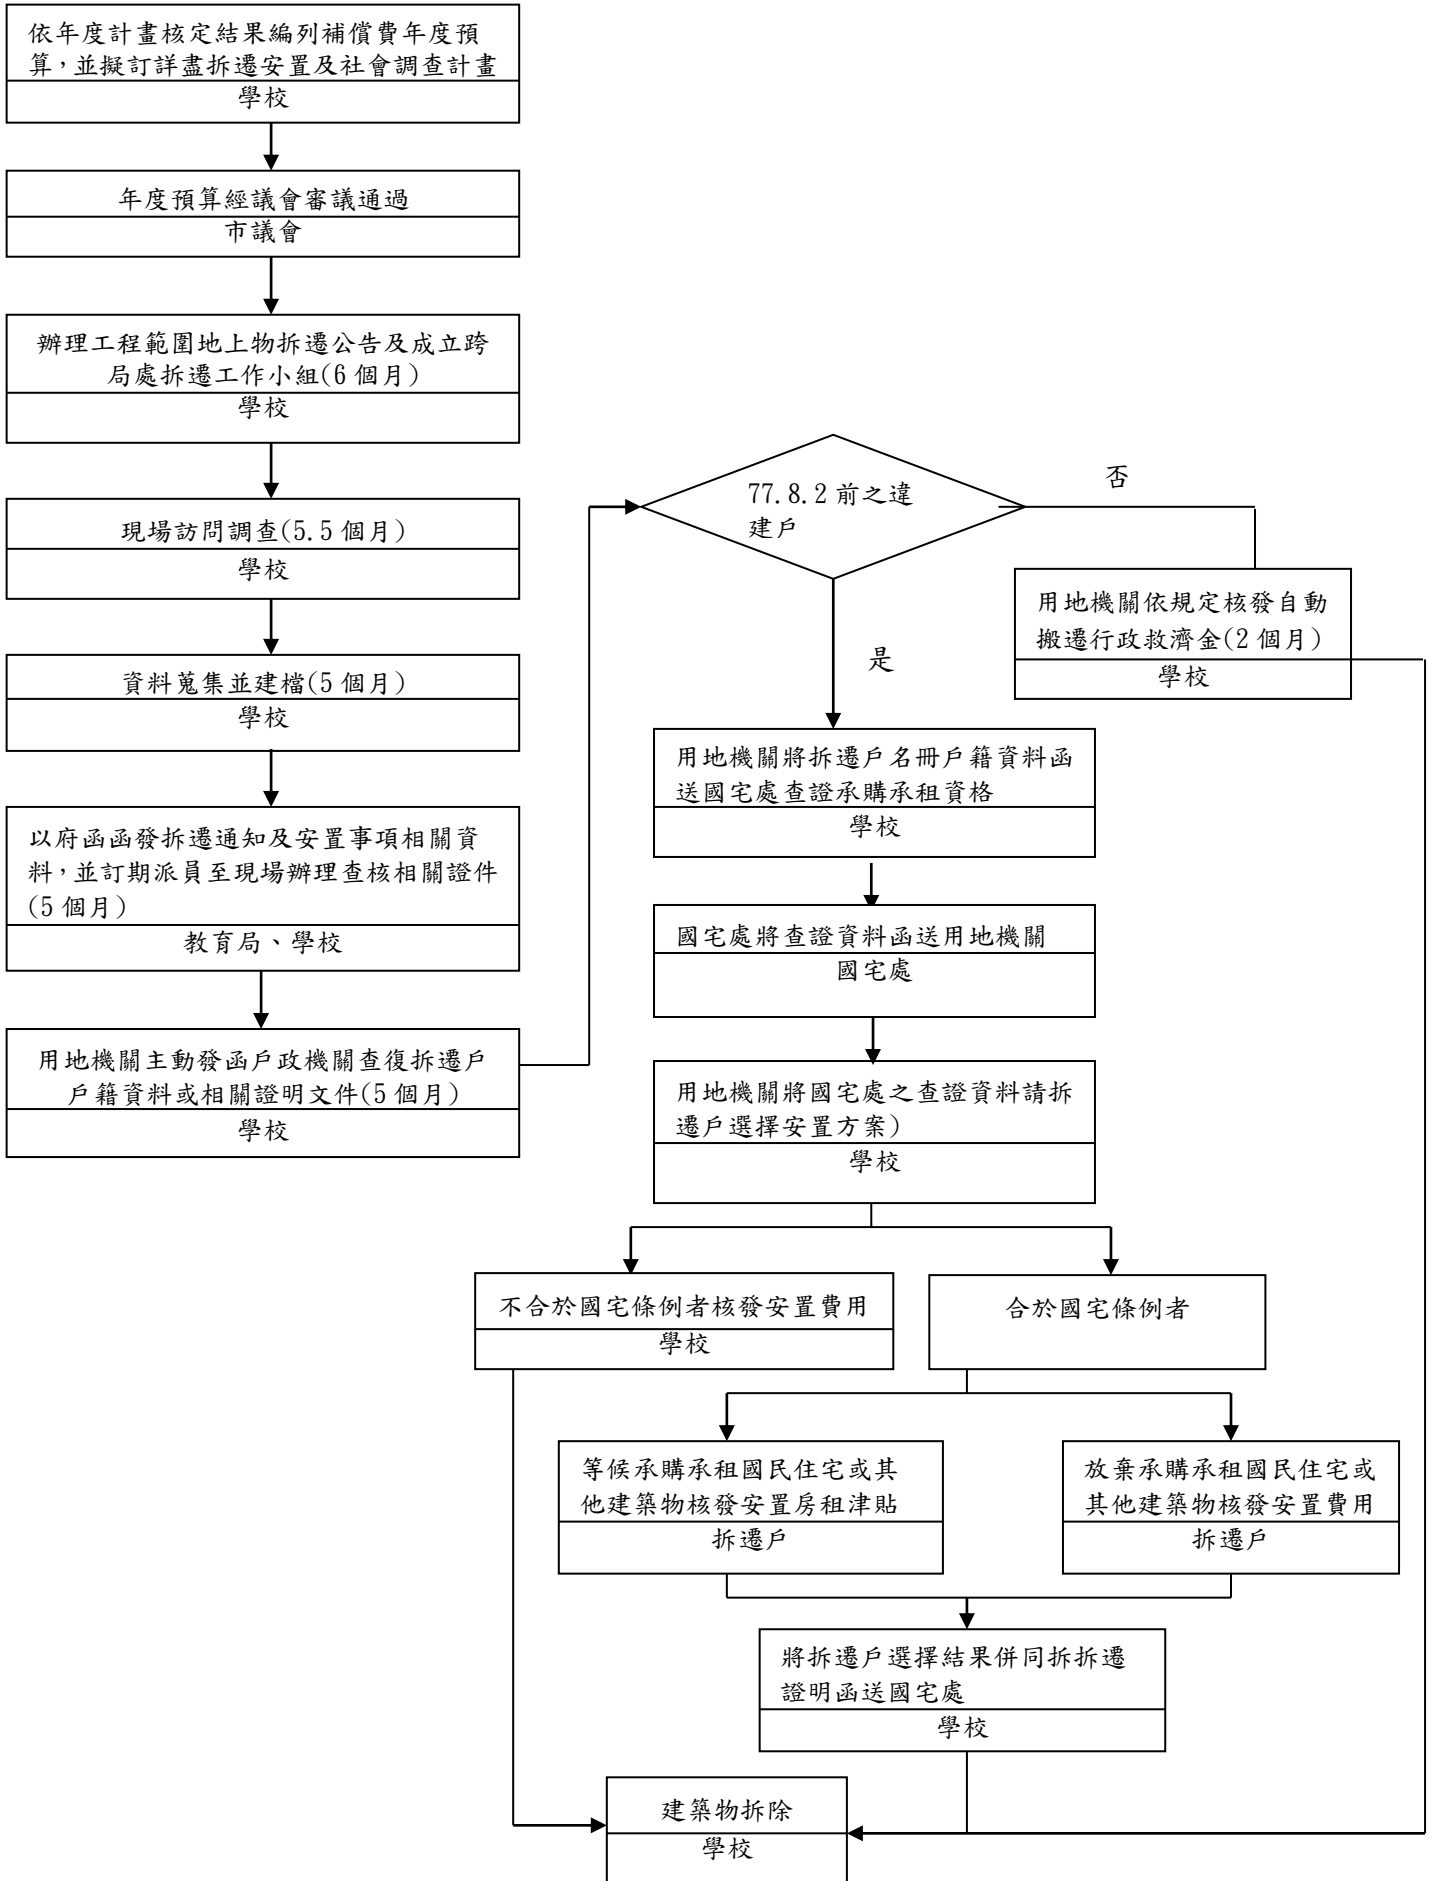 依年度計畫核定結果編列補償費年度預
算，並擬訂詳盡拆遷安置及社會調查計畫
學校
年度預算經議會審議通過
市議會
辦理工程範圍地上物拆遷公告及成立跨
局處拆遷工作小組(6 個月)
學校
現場訪問調查(5.5 個月)
學校
資料蒐集並建檔(5 個月)
學校
以府函函發拆遷通知及安置事項相關資
料，並訂期派員至現場辦理查核相關證件
(5 個月)
教育局、學校
用地機關主動發函戶政機關查復拆遷戶
戶籍資料或相關證明文件(5 個月)
學校
77.8.2 前之違
建戶
否
是
用地機關依規定核發自動
搬遷行政救濟金(2 個月)
學校
用地機關將拆遷戶名冊戶籍資料函
送國宅處查證承購承租資格
學校
國宅處將查證資料函送用地機關
國宅處
用地機關將國宅處之查證資料請拆
遷戶選擇安置方案)
學校
不合於國宅條例者核發安置費用
學校
合於國宅條例者
等候承購承租國民住宅或其
他建築物核發安置房租津貼
拆遷戶
放棄承購承租國民住宅或
其他建築物核發安置費用
拆遷戶
將拆遷戶選擇結果併同拆拆遷
證明函送國宅處
學校
建築物拆除
學校